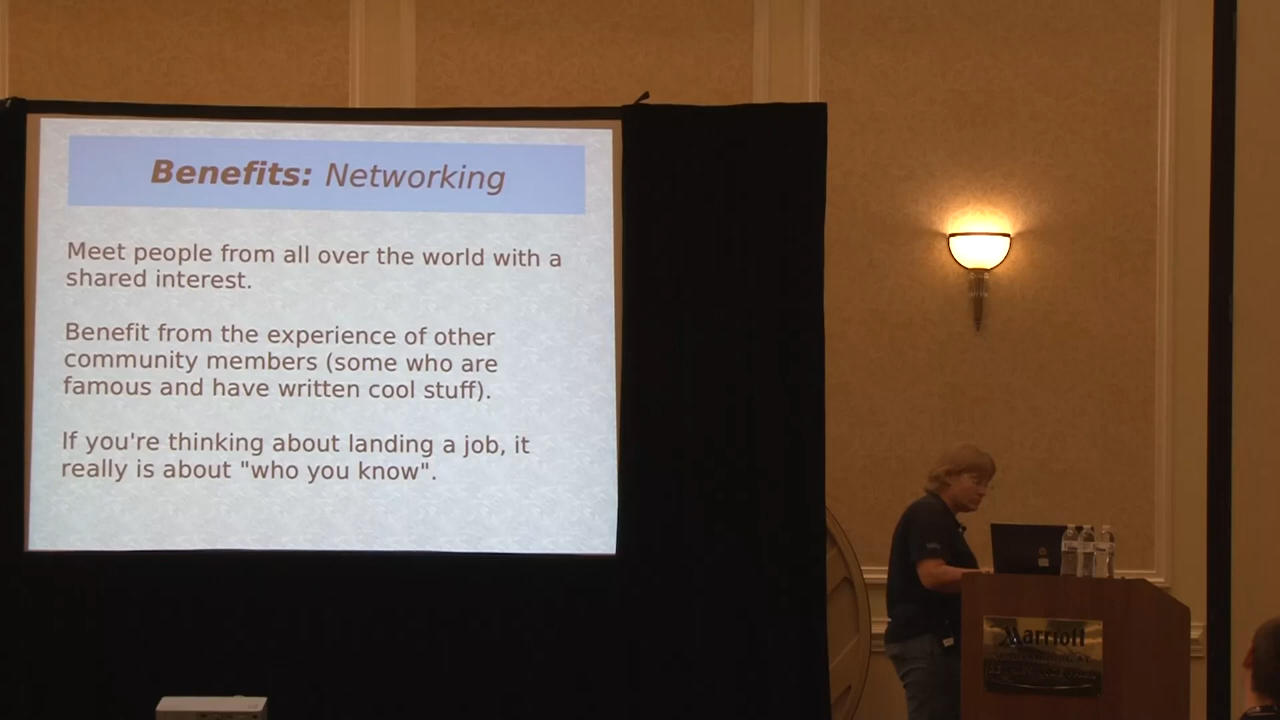 Benefits: Networking
Meet people from all over the world with a
shared interest.
Benefit from the experience of other
community members (some who are
famous and have written cool stuff).
If you're thinking about landing a job, it
really is about "who you know".
Marriott